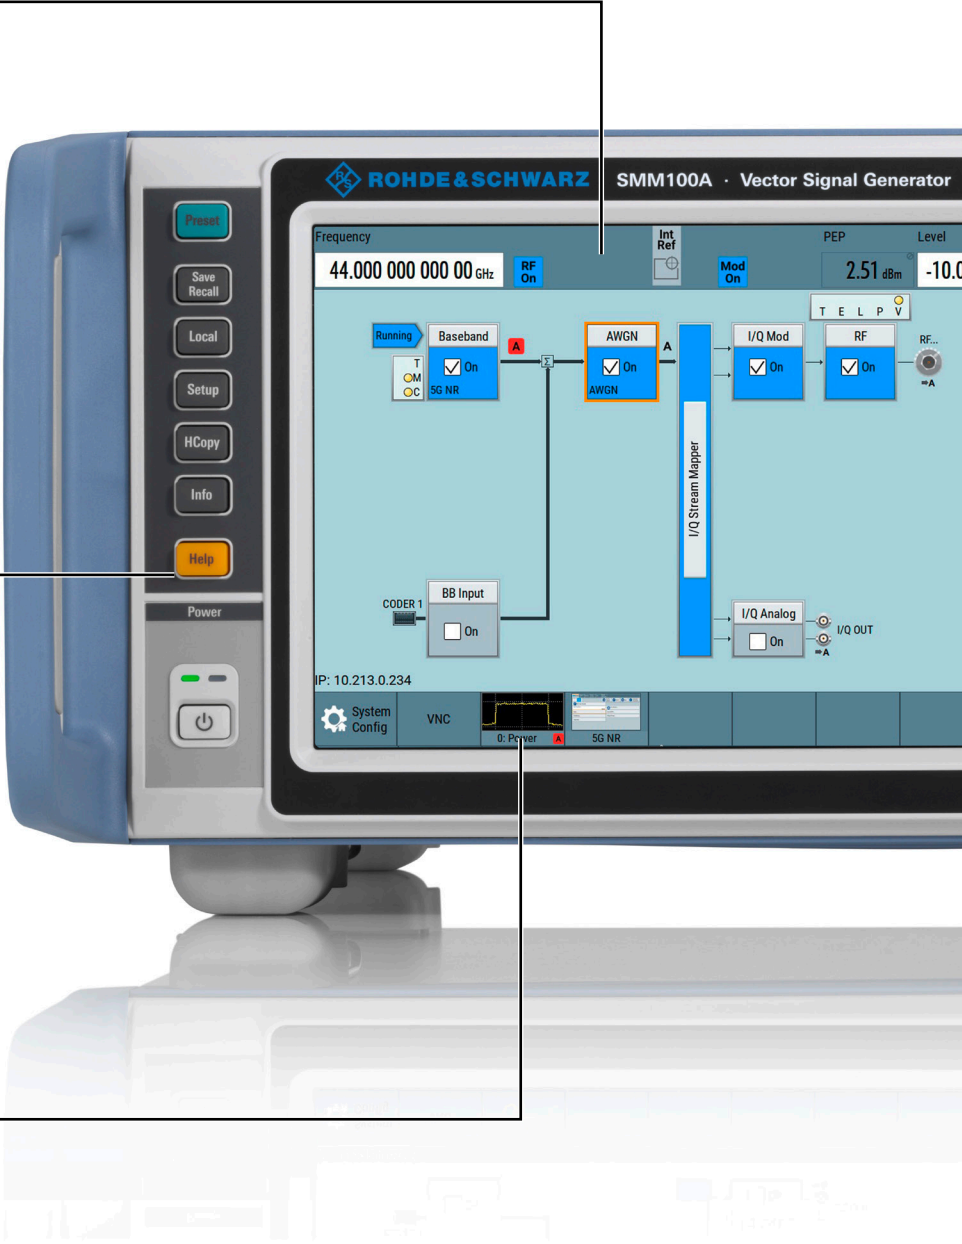 ROHDE & SCHWARZ SMM100A · Vector Signal Generator
Preset
Save
Recall
Local
Setup
HCopy
Info
Help
Power
Frequency
44.000 000 000 00 GHz
RF
On
Int
Ref
Mod
On
PEP
2.51 dBm
Level
-10.0
Running
Baseband
On
5G NR
T
M
C
A
Σ
AWGN
On
AWGN
A
I/Q Stream Mapper
I/Q Mod
On
T E L P V
RF
On
RF...
⇒A
CODER 1
BB Input
On
I/Q Analog
On
I/Q OUT
⇒A
IP: 10.213.0.234
System
Config
VNC
0: Power A
5G NR